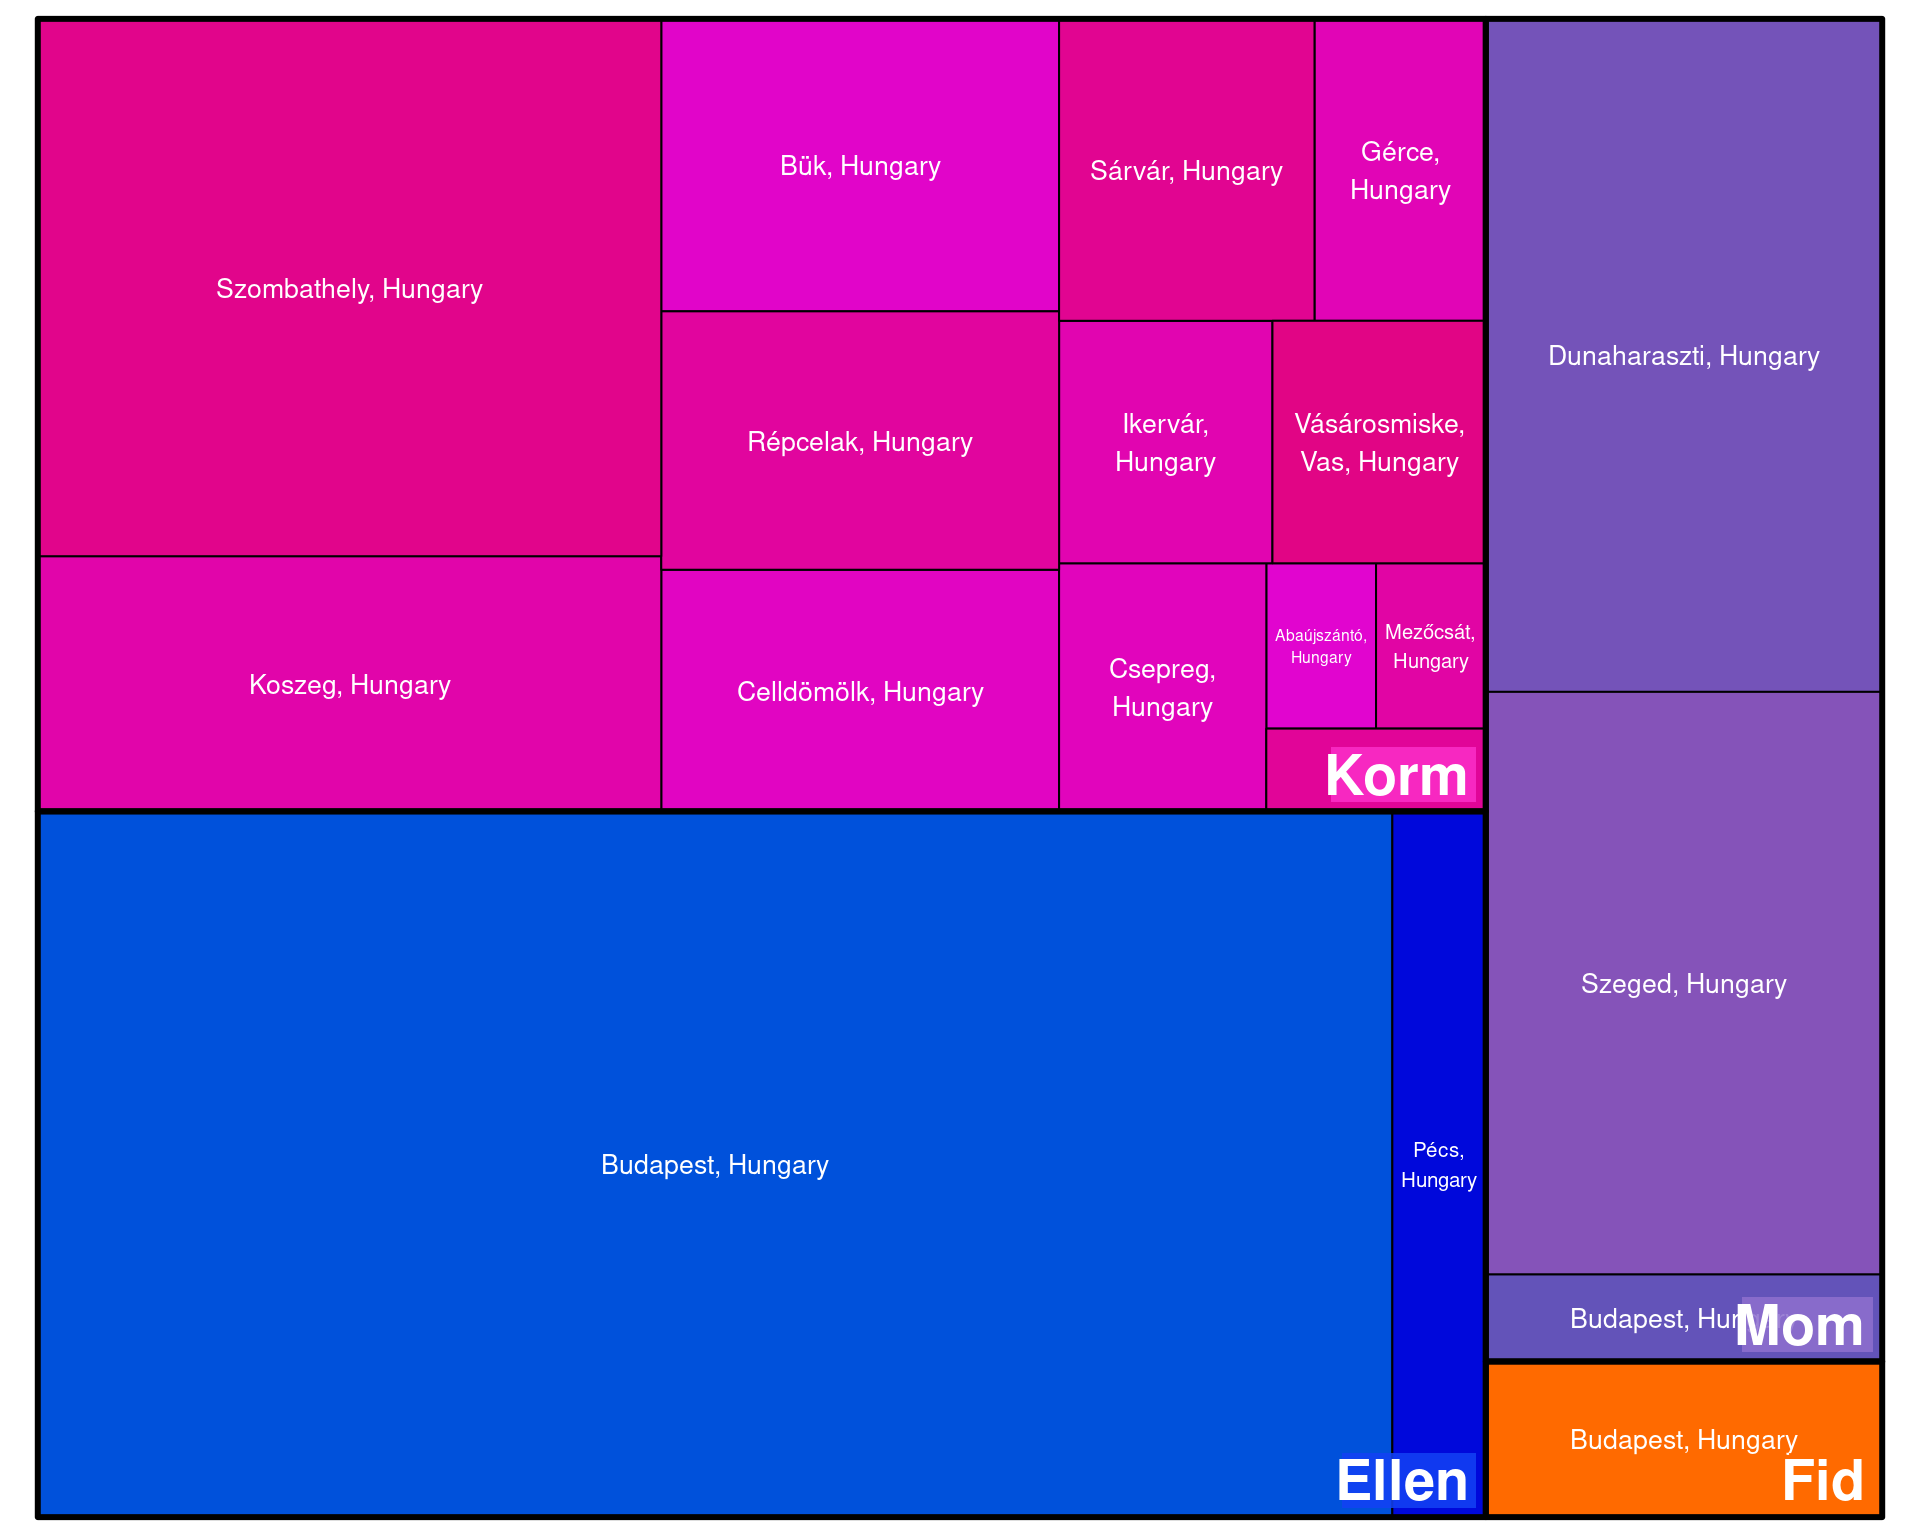 Szombathely, Hungary
Koszeg, Hungary
Bük, Hungary
Répcelak, Hungary
Celldömölk, Hungary
Sárvár, Hungary
Gérce,
Hungary
Ikervár,
Hungary
Vásárosmiske,
Vas, Hungary
Csepreg,
Hungary
Abaújszántó,
Hungary
Mezőcsát,
Hungary
Korm
Budapest, Hungary
Pécs,
Hungary
Ellen
Dunaharaszti, Hungary
Szeged, Hungary
Budapest,
Mom
Budapest, Hungary
Fid